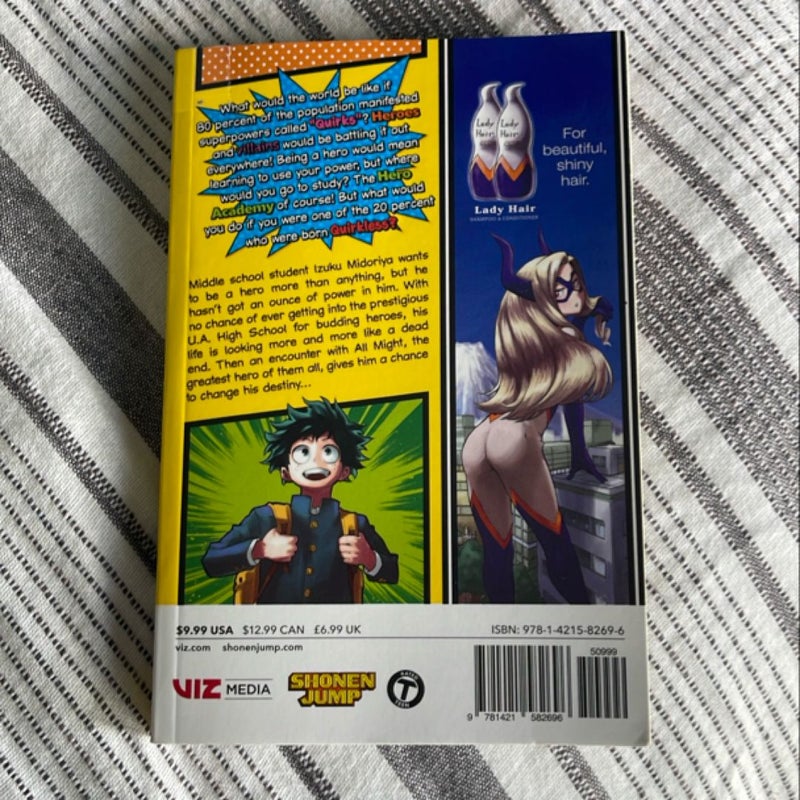 What would the world be like if
80 percent of the population manifested
superpowers called "Quirks"? Heroes
and villains would be battling it out
everywhere! Being a hero would mean
learning to use your power, but where
would you go to study? The Hero
Academy of course! But what would
you do if you were one of the 20 percent
who were born Quirkless?
Middle school student Izuku Midoriya wants
to be a hero more than anything, but he
hasn't got an ounce of power in him. With
no chance of ever getting into the prestigious
U.A. High School for budding heroes, his
life is looking more and more like a dead
end. Then an encounter with All Might, the
greatest hero of them all, gives him a chance
to change his destiny...
Lady Hair
Lady Hair
For
beautiful,
shiny
hair.
Lady Hair
SHAMPOO & CONDITIONER
$9.99 USA $12.99 CAN £6.99 UK
viz.com shonenjump.com
VIZ MEDIA
SHONEN
JUMP
RATED
T
TEEN
ISBN: 978-1-4215-8269-6
50999
9 781421 582696